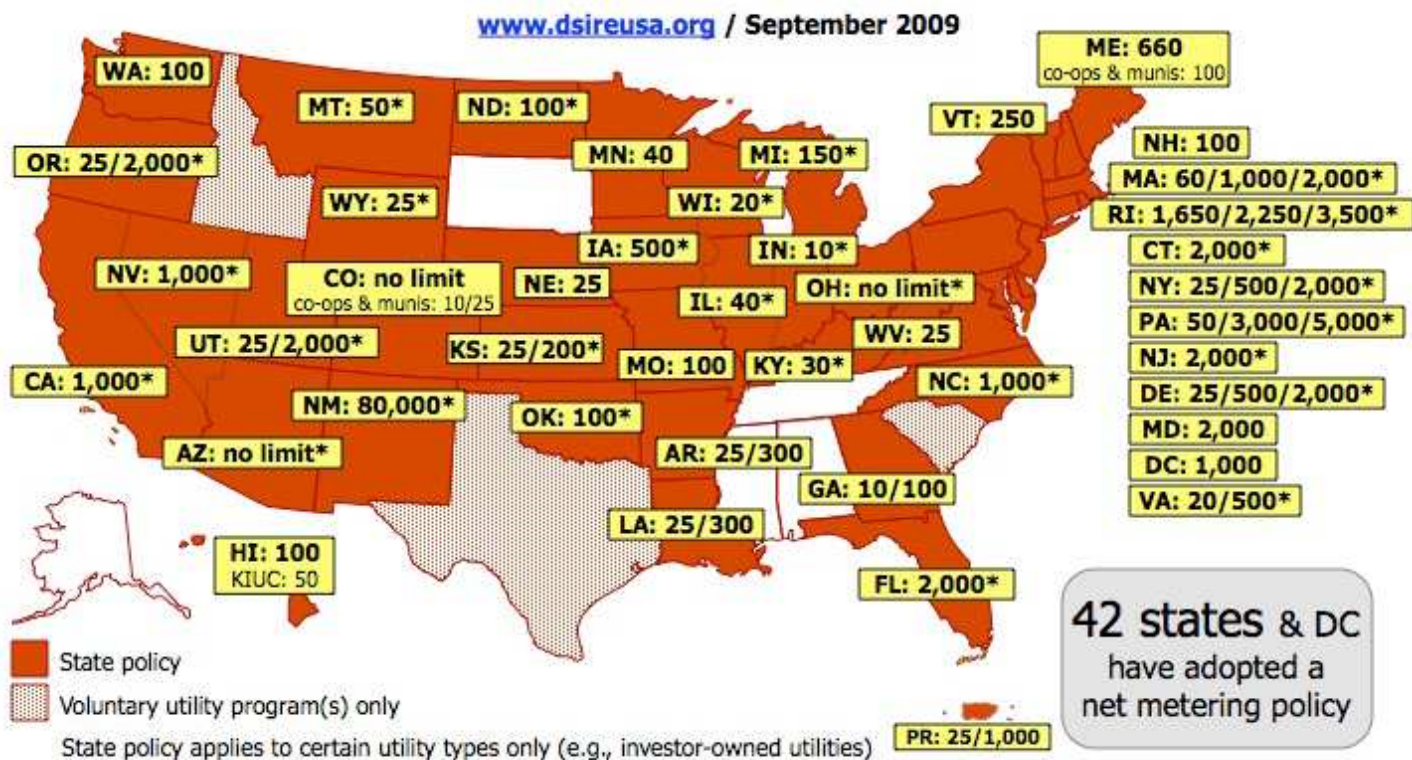 www.dsireusa.org / September 2009
ME: 660
co-ops & munis: 100
WA: 100
MT: 50*
ND: 100*
VT: 250
NH: 100
OR: 25/2,000*
MN: 40
MI: 150*
MA: 60/1,000/2,000*
WY: 25*
WI: 20*
RI: 1,650/2,250/3,500*
IA: 500*
IN: 10*
CT: 2,000*
NV: 1,000*
CO: no limit
co-ops & munis: 10/25
NE: 25
OH: no limit*
NY: 25/500/2,000*
IL: 40*
PA: 50/3,000/5,000*
UT: 25/2,000*
KS: 25/200*
WV: 25
MO: 100
KY: 30*
NJ: 2,000*
CA: 1,000*
NC: 1,000*
DE: 25/500/2,000*
NM: 80,000*
OK: 100*
MD: 2,000
AZ: no limit*
AR: 25/300
DC: 1,000
GA: 10/100
VA: 20/500*
LA: 25/300
HI: 100
KIUC: 50
FL: 2,000*
42 states & DC
have adopted a
net metering policy
State policy
Voluntary utility program(s) only
State policy applies to certain utility types only (e.g., investor-owned utilities)
PR: 25/1,000